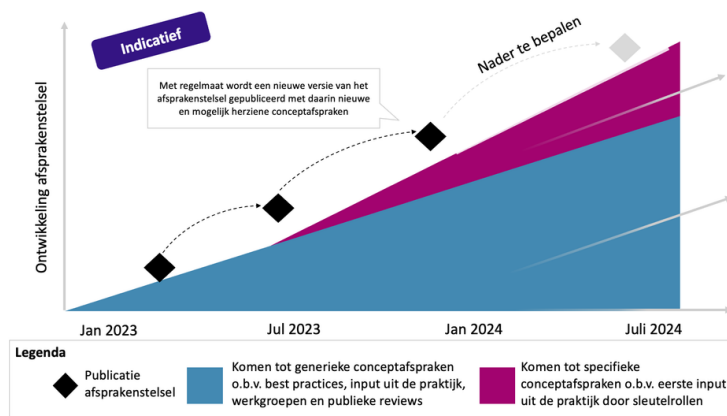 Indicatief
Nader te bepalen
Met regelmaat wordt een nieuwe versie van het
afsprakenstelsel gepubliceerd met daarin nieuwe
en mogelijk herziene conceptafspraken
Ontwikkeling afsprakenstelsel
Jan 2023
Jul 2023
Jan 2024
Juli 2024
Legenda
Publicatie
afsprakenstelsel
Komen tot generieke conceptafspraken
o.b.v. best practices, input uit de praktijk,
werkgroepen en publieke reviews
Komen tot specifieke
conceptafspraken o.b.v. eerste input
uit de praktijk door sleutelrollen